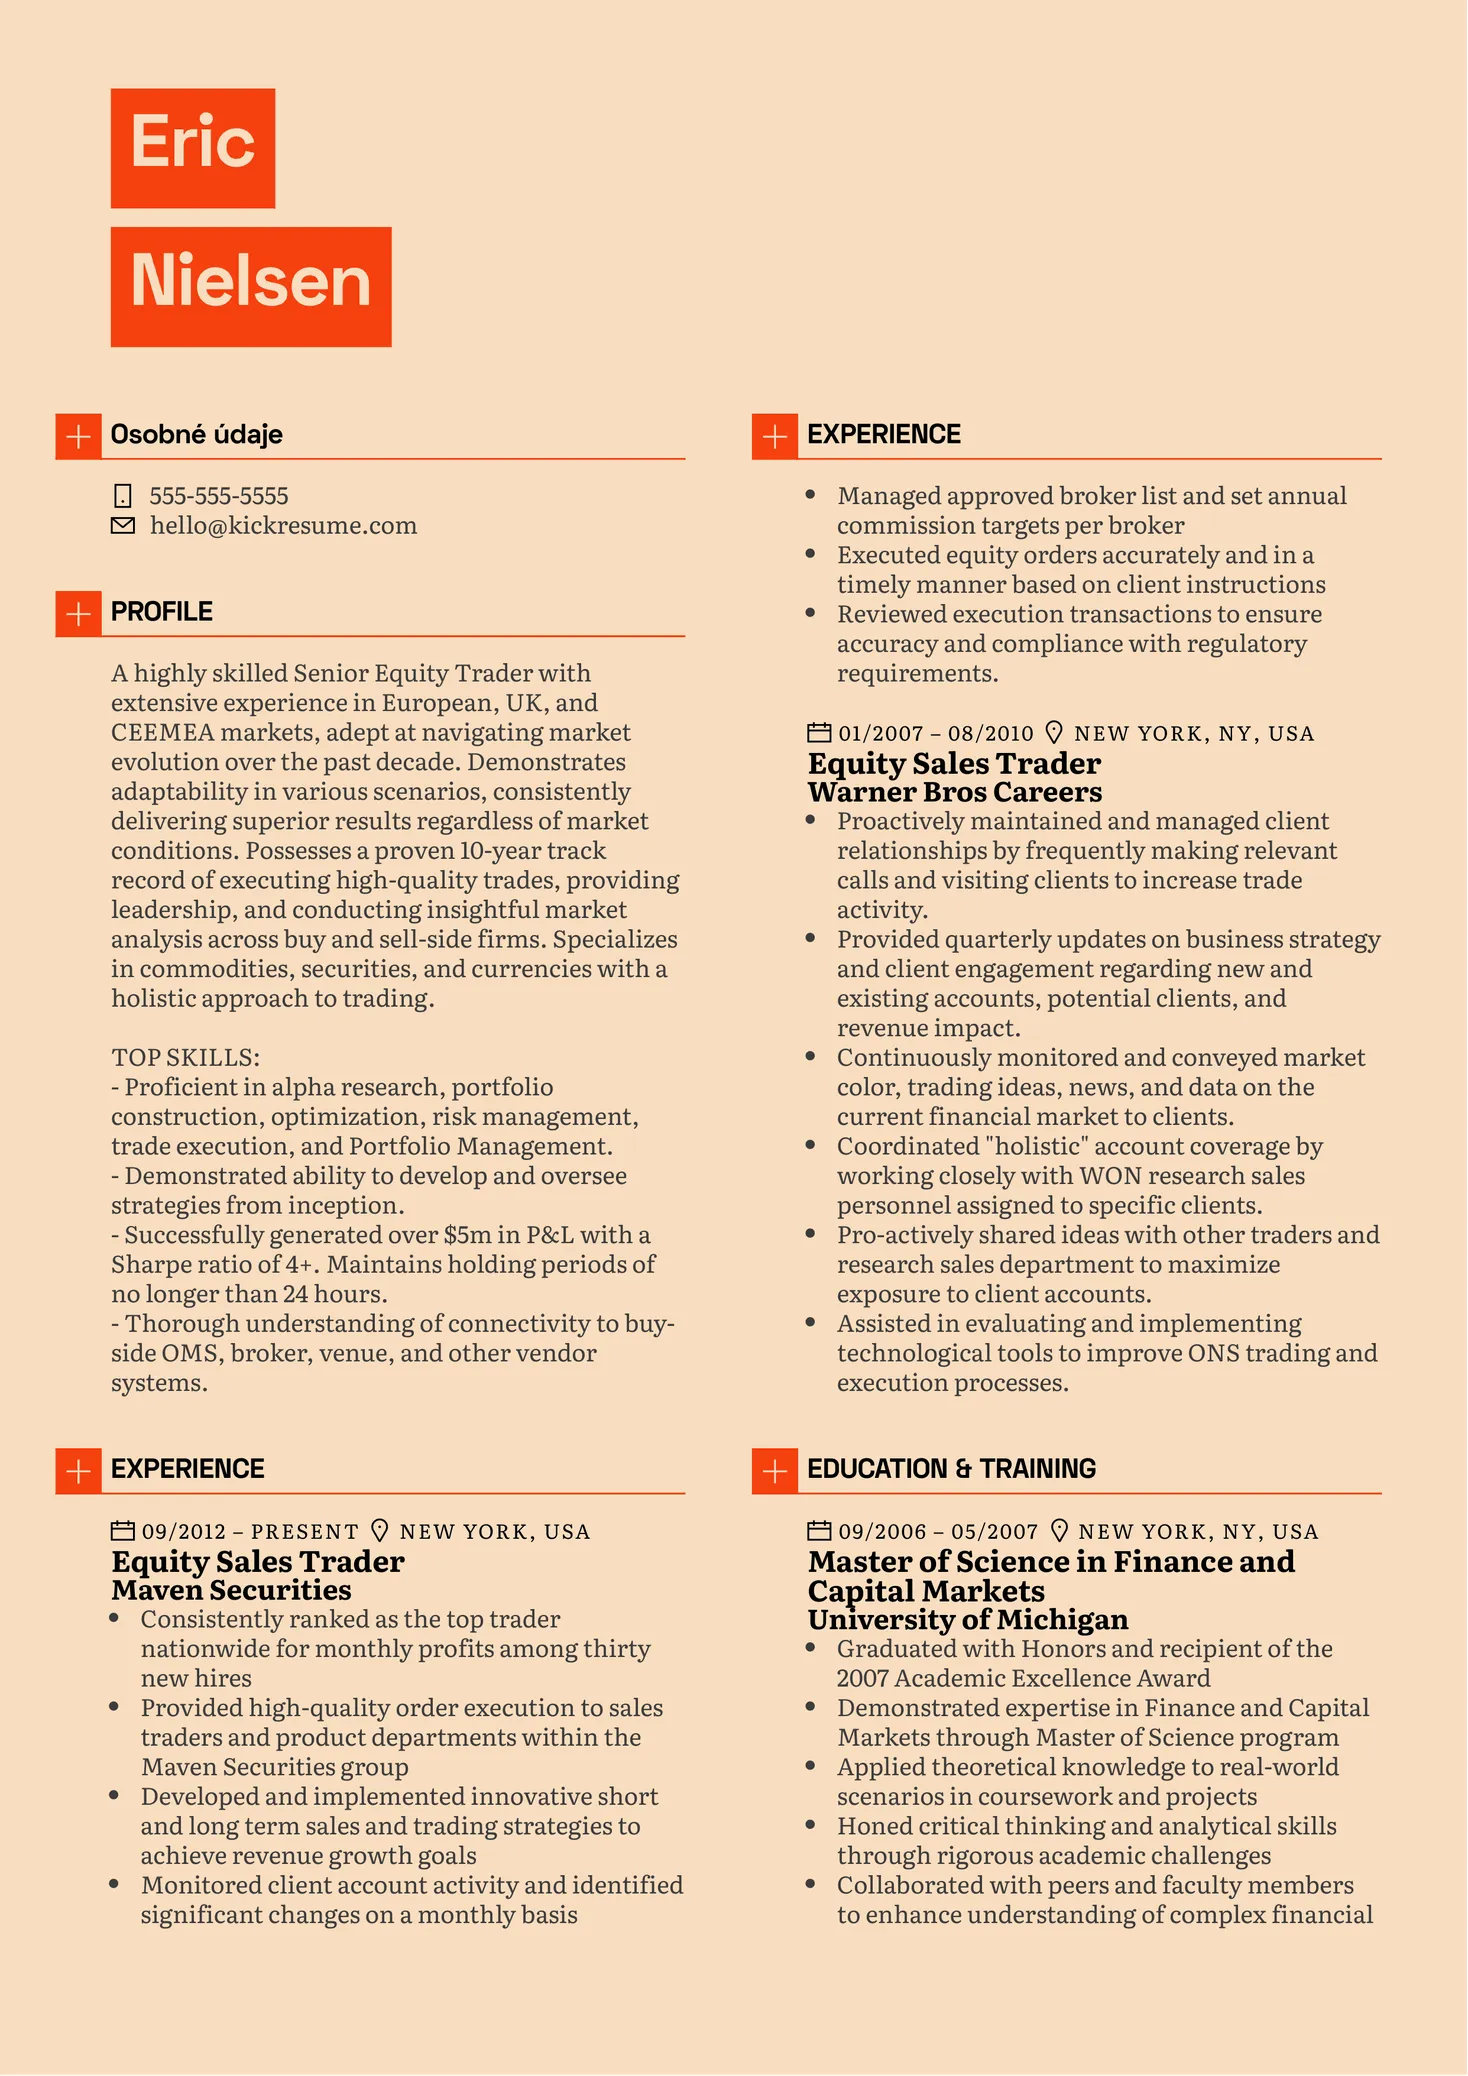 Eric
Nielsen
Osobné údaje
555-555-5555
hello@kickresume.com
PROFILE
A highly skilled Senior Equity Trader with
extensive experience in European, UK, and
CEEMEA markets, adept at navigating market
evolution over the past decade. Demonstrates
adaptability in various scenarios, consistently
delivering superior results regardless of market
conditions. Possesses a proven 10-year track
record of executing high-quality trades, providing
leadership, and conducting insightful market
analysis across buy and sell-side firms. Specializes
in commodities, securities, and currencies with a
holistic approach to trading.
TOP SKILLS:
- Proficient in alpha research, portfolio
construction, optimization, risk management,
trade execution, and Portfolio Management.
- Demonstrated ability to develop and oversee
strategies from inception.
- Successfully generated over $5m in P&L with a
Sharpe ratio of 4+. Maintains holding periods of
no longer than 24 hours.
- Thorough understanding of connectivity to buy-
side OMS, broker, venue, and other vendor
systems.
EXPERIENCE
09/2012 – PRESENT NEW YORK, USA
Equity Sales Trader
Maven Securities
• Consistently ranked as the top trader
nationwide for monthly profits among thirty
new hires
• Provided high-quality order execution to sales
traders and product departments within the
Maven Securities group
• Developed and implemented innovative short
and long term sales and trading strategies to
achieve revenue growth goals
• Monitored client account activity and identified
significant changes on a monthly basis
EXPERIENCE
• Managed approved broker list and set annual
commission targets per broker
• Executed equity orders accurately and in a
timely manner based on client instructions
• Reviewed execution transactions to ensure
accuracy and compliance with regulatory
requirements.
01/2007 – 08/2010 NEW YORK, NY, USA
Equity Sales Trader
Warner Bros Careers
• Proactively maintained and managed client
relationships by frequently making relevant
calls and visiting clients to increase trade
activity.
• Provided quarterly updates on business strategy
and client engagement regarding new and
existing accounts, potential clients, and
revenue impact.
• Continuously monitored and conveyed market
color, trading ideas, news, and data on the
current financial market to clients.
• Coordinated "holistic" account coverage by
working closely with WON research sales
personnel assigned to specific clients.
• Pro-actively shared ideas with other traders and
research sales department to maximize
exposure to client accounts.
• Assisted in evaluating and implementing
technological tools to improve ONS trading and
execution processes.
EDUCATION & TRAINING
09/2006 – 05/2007 NEW YORK, NY, USA
Master of Science in Finance and
Capital Markets
University of Michigan
• Graduated with Honors and recipient of the
2007 Academic Excellence Award
• Demonstrated expertise in Finance and Capital
Markets through Master of Science program
• Applied theoretical knowledge to real-world
scenarios in coursework and projects
• Honed critical thinking and analytical skills
through rigorous academic challenges
• Collaborated with peers and faculty members
to enhance understanding of complex financial